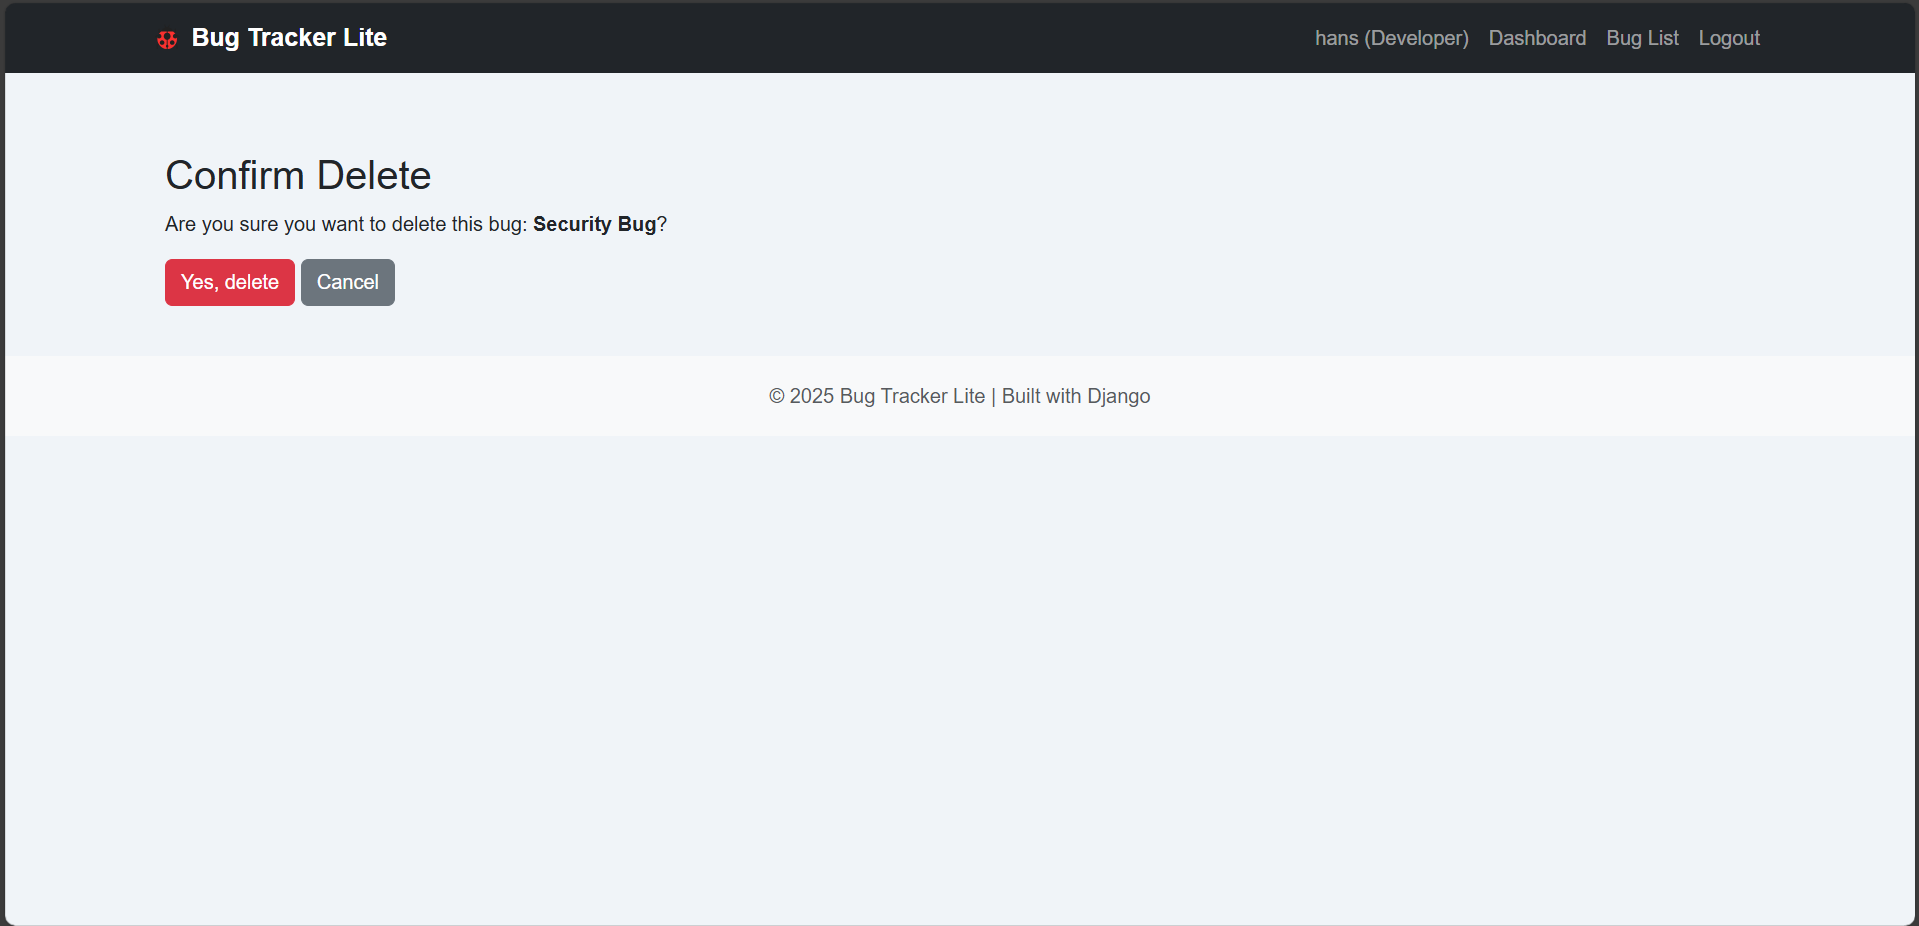 Bug Tracker Lite hans (Developer) Dashboard Bug List Logout
Confirm Delete
Are you sure you want to delete this bug: Security Bug?
Yes, delete Cancel
© 2025 Bug Tracker Lite | Built with Django